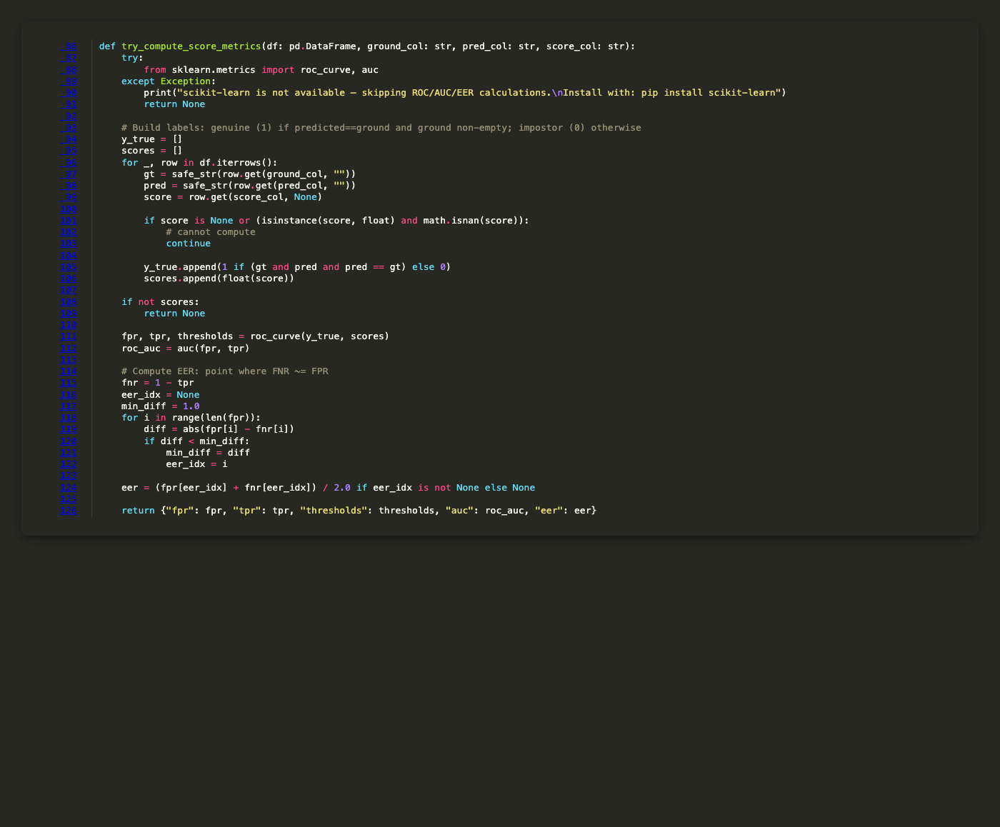 86 def try_compute_score_metrics(df: pd.DataFrame, ground_col: str, pred_col: str, score_col: str):
87     try:
88         from sklearn.metrics import roc_curve, auc
89     except Exception:
90         print("scikit-learn is not available — skipping ROC/AUC/EER calculations.\nInstall with: pip install scikit-learn")
91         return None
92
93     # Build labels: genuine (1) if predicted==ground and ground non-empty; impostor (0) otherwise
94     y_true = []
95     scores = []
96     for _, row in df.iterrows():
97         gt = safe_str(row.get(ground_col, ""))
98         pred = safe_str(row.get(pred_col, ""))
99         score = row.get(score_col, None)
100
101         if score is None or (isinstance(score, float) and math.isnan(score)):
102             # cannot compute
103             continue
104
105         y_true.append(1 if (gt and pred and pred == gt) else 0)
106         scores.append(float(score))
107
108     if not scores:
109         return None
110
111     fpr, tpr, thresholds = roc_curve(y_true, scores)
112     roc_auc = auc(fpr, tpr)
113
114     # Compute EER: point where FNR ~= FPR
115     fnr = 1 - tpr
116     eer_idx = None
117     min_diff = 1.0
118     for i in range(len(fpr)):
119         diff = abs(fpr[i] - fnr[i])
120         if diff < min_diff:
121             min_diff = diff
122             eer_idx = i
123
124     eer = (fpr[eer_idx] + fnr[eer_idx]) / 2.0 if eer_idx is not None else None
125
126     return {"fpr": fpr, "tpr": tpr, "thresholds": thresholds, "auc": roc_auc, "eer": eer}